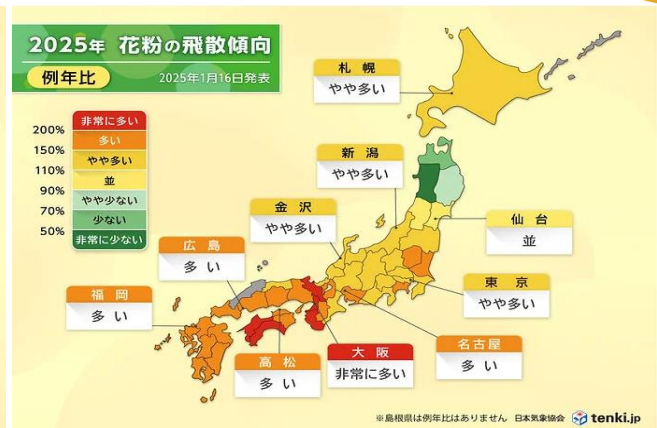 2025年 花粉の飛散傾向
例年比
2025年1月16日発表
非常に多い
200%
多い
150%
やや多い
110%
並
90%
やや少ない
70%
少ない
50%
非常に少ない
札幌
やや多い
新潟
やや多い
金沢
やや多い
仙台
並
広島
多い
東京
やや多い
福岡
多い
名古屋
多い
高松
多い
大阪
非常に多い
※島根県は例年比はありません 日本気象協会 tenki.jp